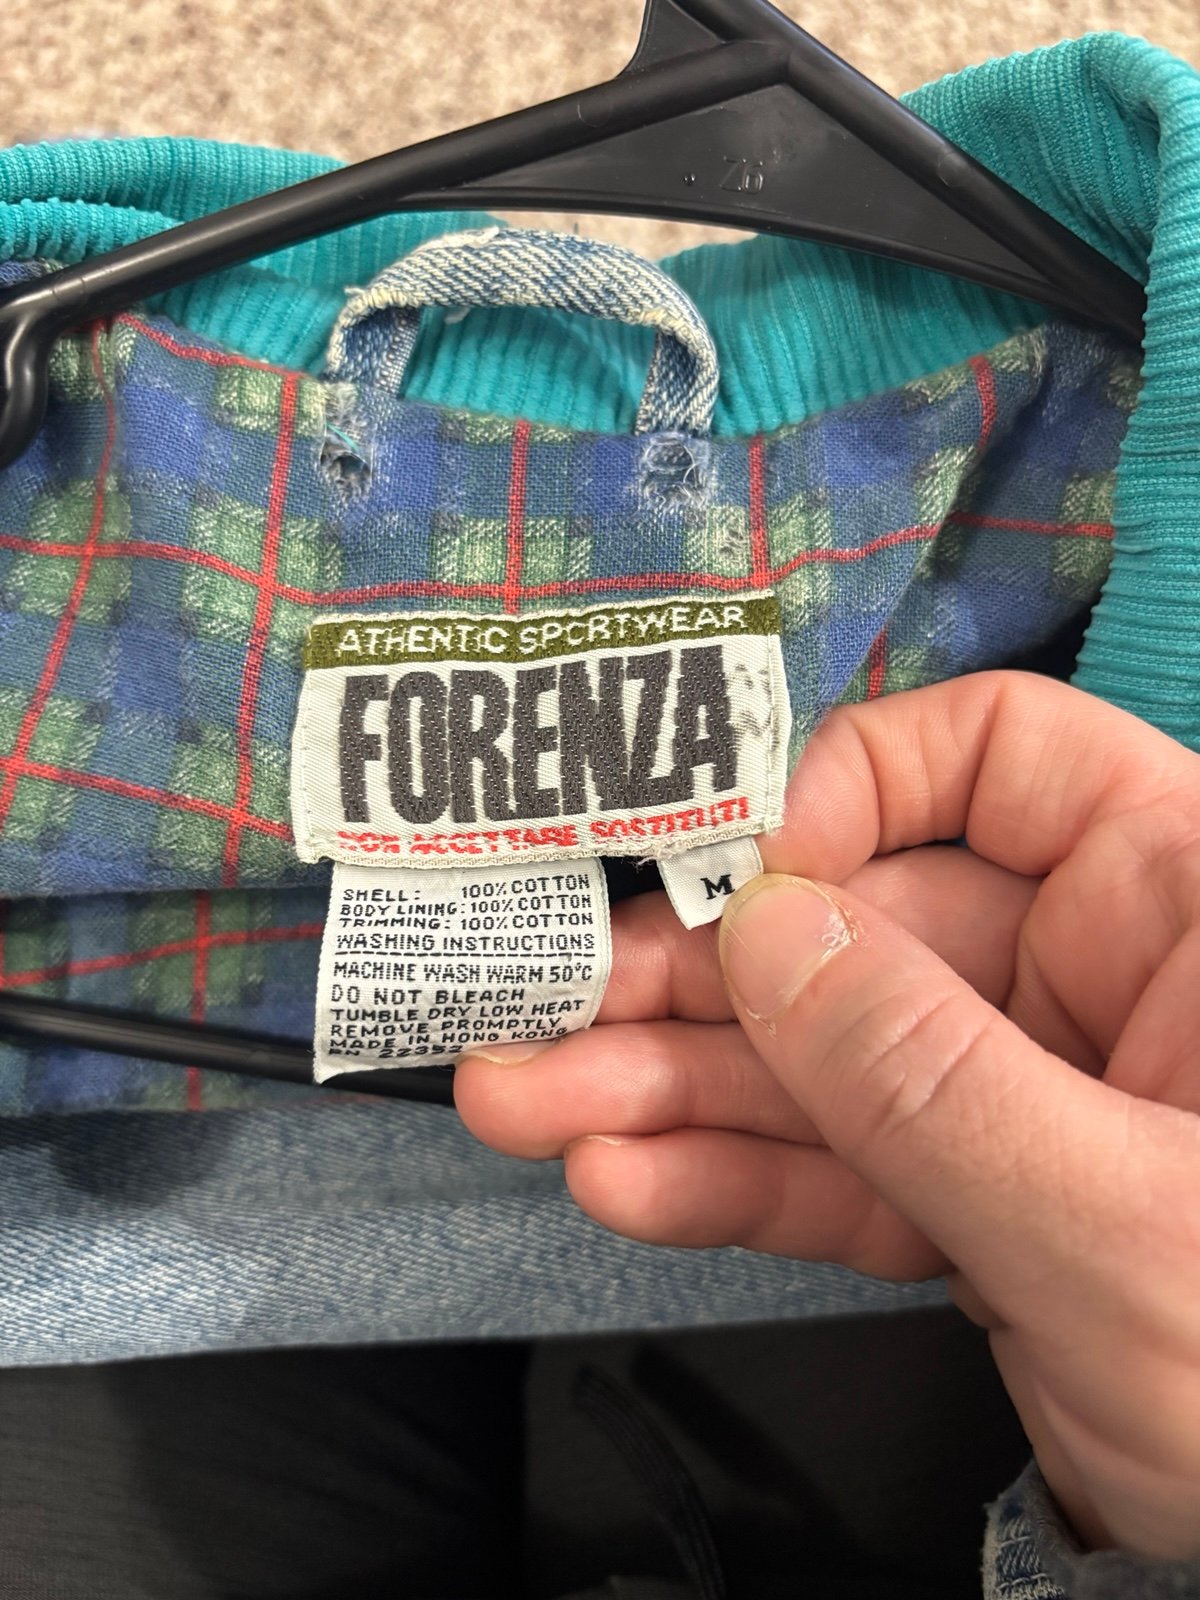 26
ATHENTIC SPORTWEAR
FORENZA
NON ACCETTARE SOSTITUTI
M
SHELL: 100% COTTON
BODY LINING: 100% COTTON
TRIMMING: 100% COTTON
WASHING INSTRUCTIONS
MACHINE WASH WARM 50°C
DO NOT BLEACH
TUMBLE DRY LOW HEAT
REMOVE PROMPTLY
MADE IN HONG KONG
RN 22352